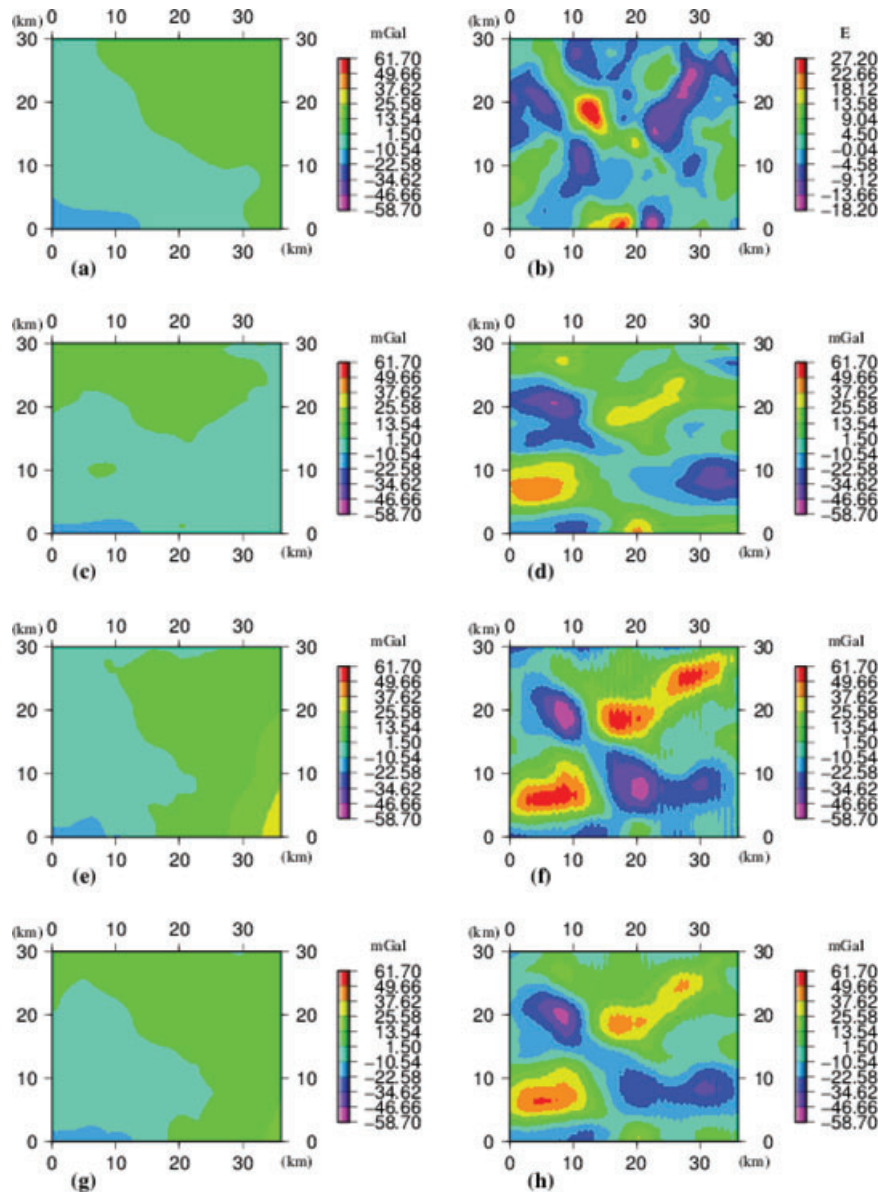 (km) 0 10 20 30 mGal
30 30 61.70
49.66
37.62
20 20 25.58
13.54
1.50
10 10 −10.54
−22.58
−34.62
−46.66
0 0 −58.70
0 10 20 30 (km)
(a)
(km) 0 10 20 30 E
30 30 27.20
22.66
18.12
20 20 13.58
9.04
4.50
10 10 −0.04
−4.58
−9.12
−13.66
0 0 −18.20
0 10 20 30 (km)
(b)
(km) 0 10 20 30 mGal
30 30 61.70
49.66
37.62
20 20 25.58
13.54
1.50
10 10 −10.54
−22.58
−34.62
−46.66
0 0 −58.70
0 10 20 30 (km)
(c)
(km) 0 10 20 30 mGal
30 30 61.70
49.66
37.62
20 20 25.58
13.54
1.50
10 10 −10.54
−22.58
−34.62
−46.66
0 0 −58.70
0 10 20 30 (km)
(d)
(km) 0 10 20 30 mGal
30 30 61.70
49.66
37.62
20 20 25.58
13.54
1.50
10 10 −10.54
−22.58
−34.62
−46.66
0 0 −58.70
0 10 20 30 (km)
(e)
(km) 0 10 20 30 mGal
30 30 61.70
49.66
37.62
20 20 25.58
13.54
1.50
10 10 −10.54
−22.58
−34.62
−46.66
0 0 −58.70
0 10 20 30 (km)
(f)
(km) 0 10 20 30 mGal
30 30 61.70
49.66
37.62
20 20 25.58
13.54
1.50
10 10 −10.54
−22.58
−34.62
−46.66
0 0 −58.70
0 10 20 30 (km)
(g)
(km) 0 10 20 30 mGal
30 30 61.70
49.66
37.62
20 20 25.58
13.54
1.50
10 10 −10.54
−22.58
−34.62
−46.66
0 0 −58.70
0 10 20 30 (km)
(h)